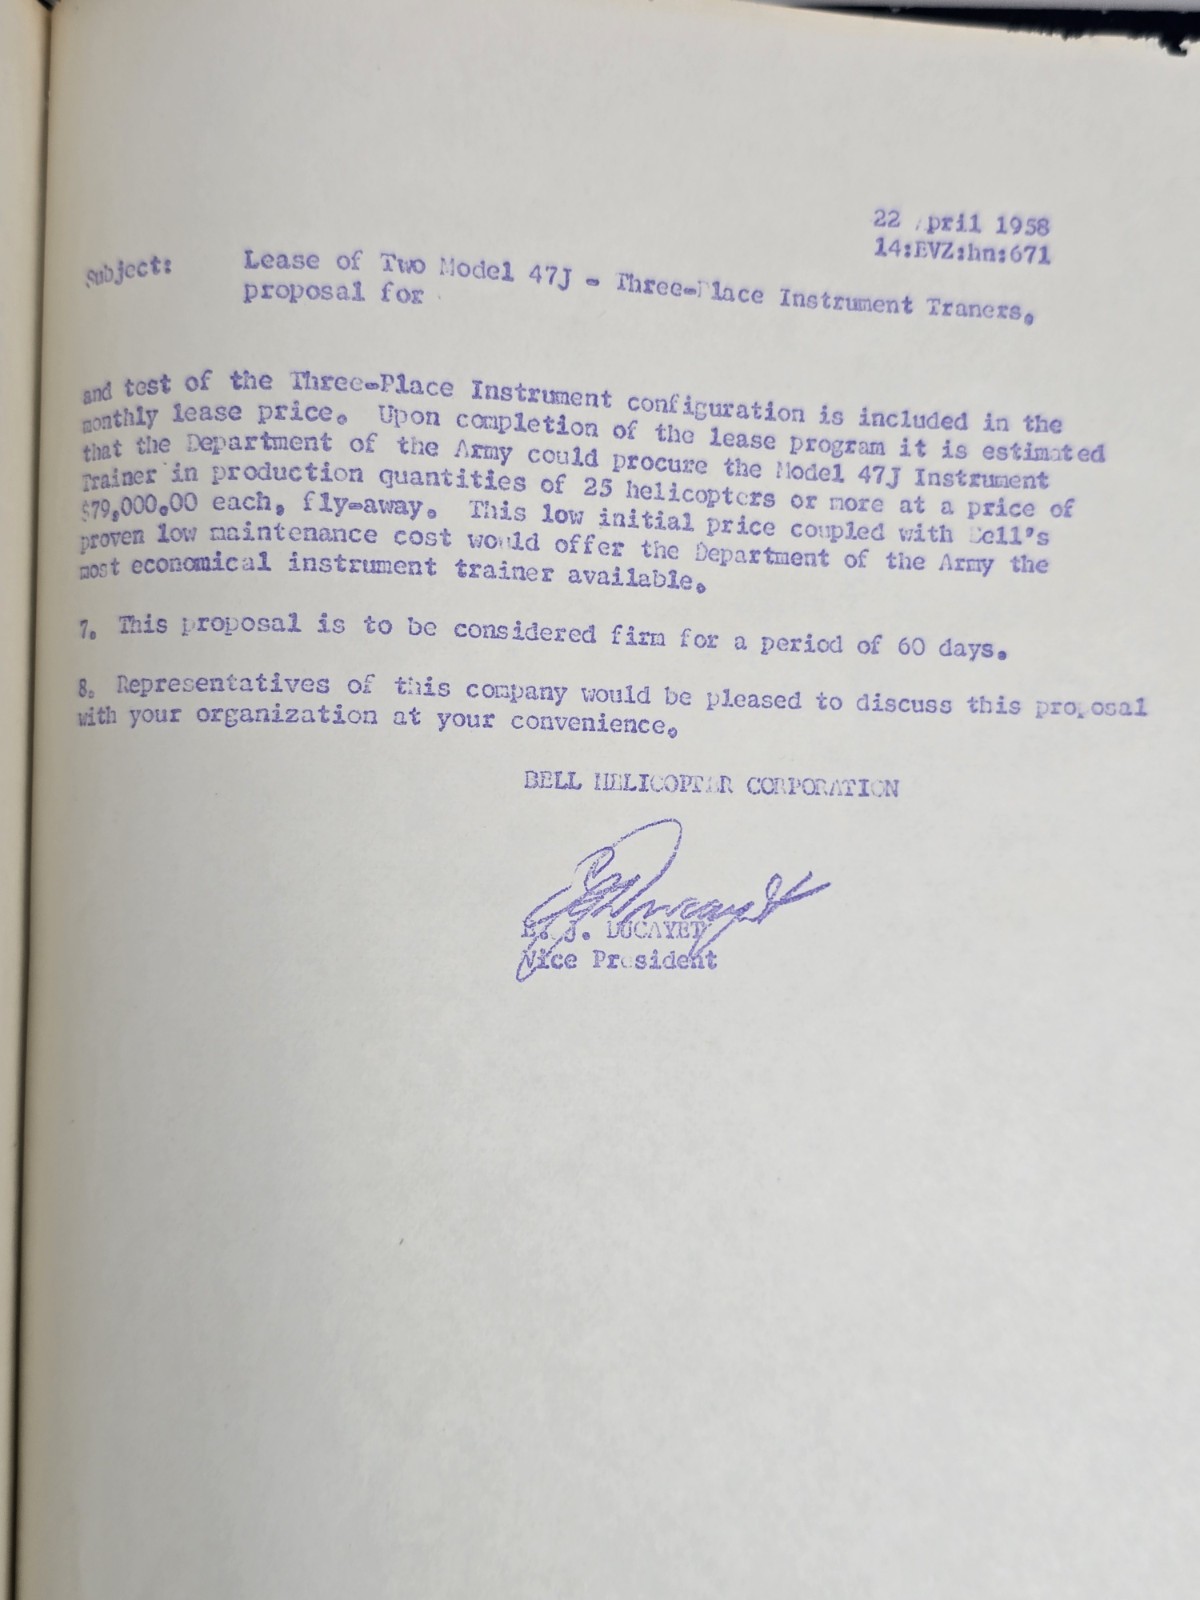 22 April 1958
14:EVZ:hn:671
Subject: Lease of Two Model 47J - Three-Place Instrument Traners.
proposal for
and test of the Three-Place Instrument configuration is included in the
monthly lease price. Upon completion of the lease program it is estimated
that the Department of the Army could procure the Model 47J Instrument
Trainer in production quantities of 25 helicopters or more at a price of
$79,000.00 each, fly-away. This low initial price coupled with Bell's
proven low maintenance cost would offer the Department of the Army the
most economical instrument trainer available.
7. This proposal is to be considered firm for a period of 60 days.
8. Representatives of this company would be pleased to discuss this proposal
with your organization at your convenience.
BELL HELICOPTER CORPORATION
EJ Ducayet
E. J. DUCAYET
Vice President